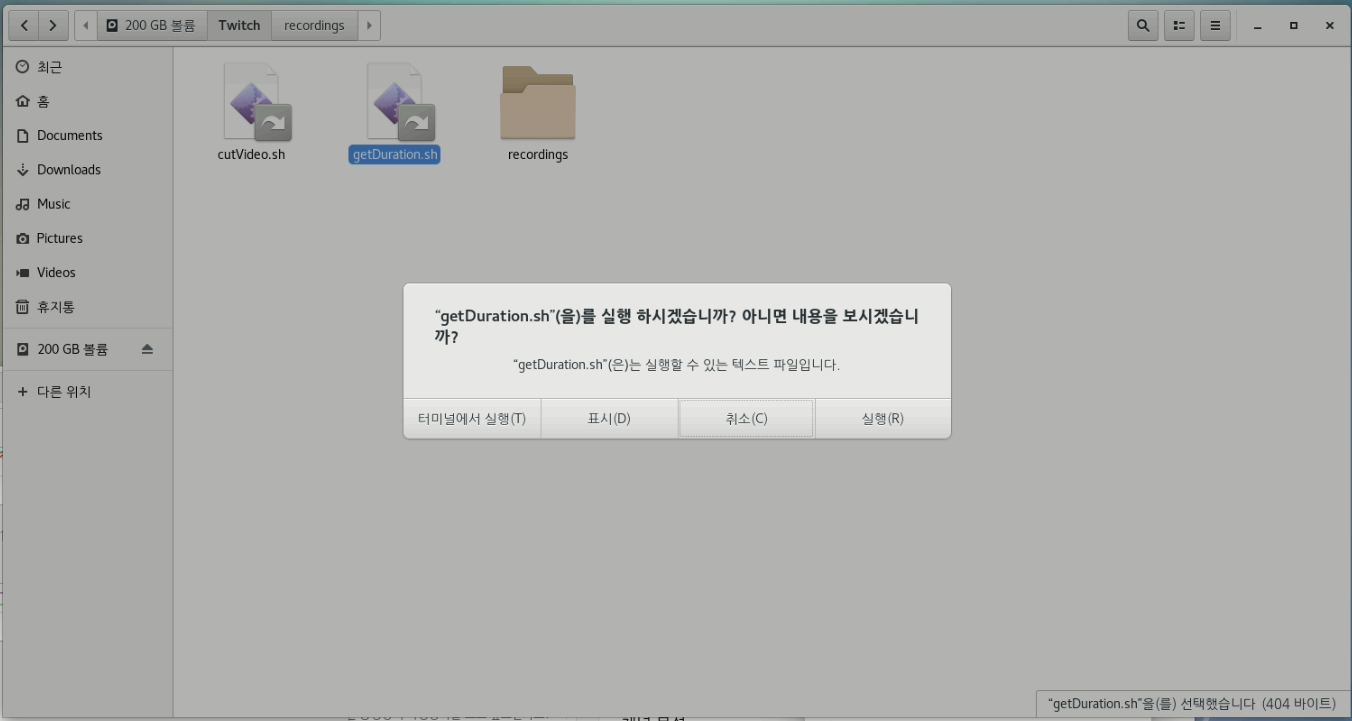 200 GB 볼륨
Twitch
recordings
최근
홈
Documents
Downloads
Music
Pictures
Videos
휴지통
200 GB 볼륨
다른 위치
cutVideo.sh
getDuration.sh
recordings
“getDuration.sh”(을)를 실행 하시겠습니까? 아니면 내용을 보시겠습니
까?
“getDuration.sh”(은)는 실행할 수 있는 텍스트 파일입니다.
터미널에서 실행(T)
표시(D)
취소(C)
실행(R)
“getDuration.sh”을(를) 선택했습니다 (404 바이트)